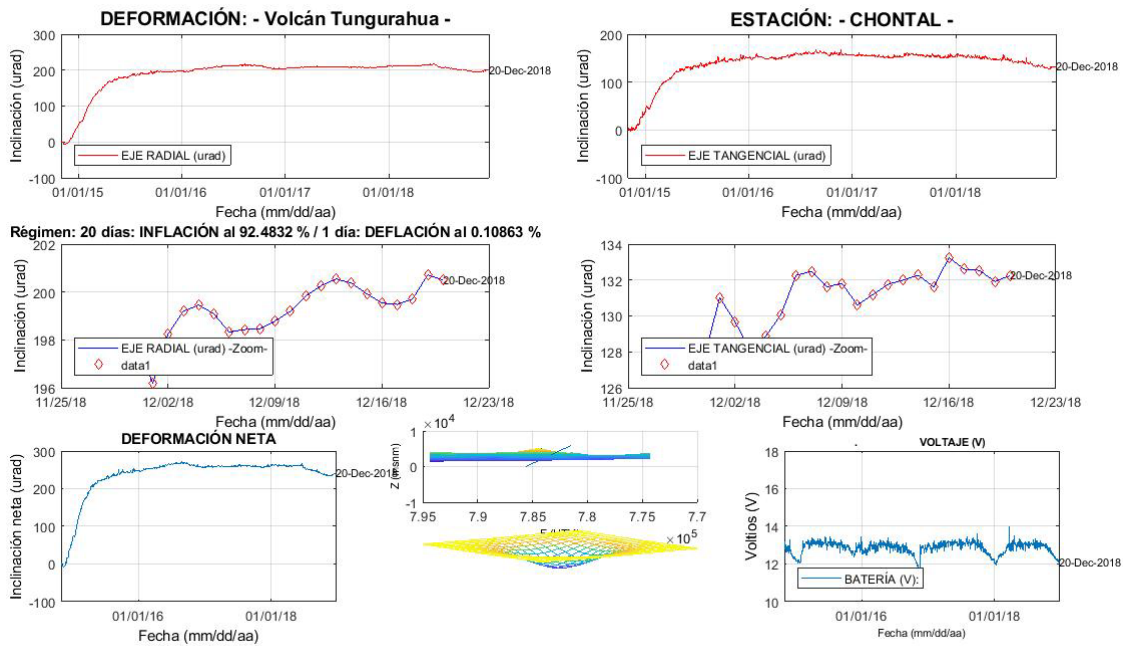 DEFORMACIÓN: - Volcán Tungurahua -
300
200
100
0
-100
Inclinación (urad)
20-Dec-2018
EJE RADIAL (urad)
01/01/15
01/01/16
01/01/17
01/01/18
Fecha (mm/dd/aa)
ESTACIÓN: - CHONTAL -
200
100
0
-100
Inclinación (urad)
20-Dec-2018
EJE TANGENCIAL (urad)
01/01/15
01/01/16
01/01/17
01/01/18
Fecha (mm/dd/aa)
Régimen: 20 días: INFLACIÓN al 92.4832 % / 1 día: DEFLACIÓN al 0.10863 %
202
200
198
196
Inclinación (urad)
20-Dec-2018
EJE RADIAL (urad) -Zoom-
data1
11/25/18
12/02/18
12/09/18
12/16/18
12/23/18
Fecha (mm/dd/aa)
134
132
130
128
126
Inclinación (urad)
20-Dec-2018
EJE TANGENCIAL (urad) -Zoom-
data1
11/25/18
12/02/18
12/09/18
12/16/18
12/23/18
Fecha (mm/dd/aa)
DEFORMACIÓN NETA
300
200
100
0
-100
Inclinación neta (urad)
20-Dec-2018
01/01/16
01/01/18
Fecha (mm/dd/aa)
× 10^4
1
0
-1
7.95
7.9
7.85
7.8
7.75
7.7
× 10^5
- VOLTAJE (V)
18
16
14
12
10
Voltios (V)
20-Dec-2018
BATERÍA (V):
01/01/16
01/01/18
Fecha (mm/dd/aa)